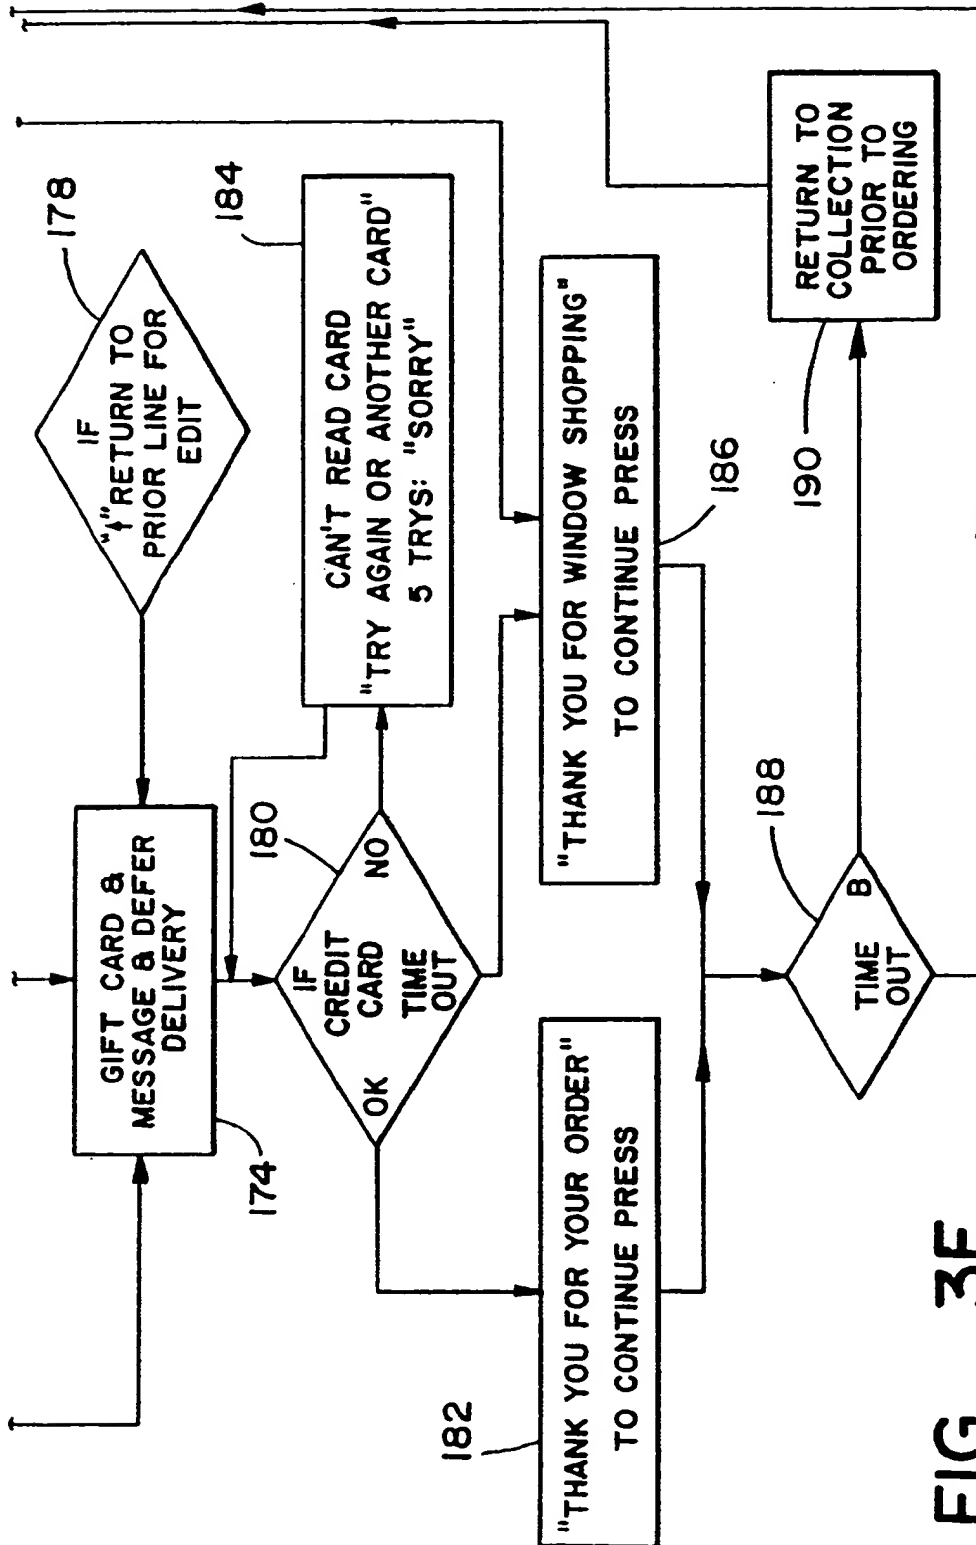 178
IF
"↑" RETURN TO
PRIOR LINE FOR
EDIT
GIFT CARD &
MESSAGE & DEFER
DELIVERY
174
184
CAN'T READ CARD
"TRY AGAIN OR ANOTHER CARD"
5 TRYS: "SORRY"
180
IF
CREDIT
CARD
OK
NO
TIME
OUT
182
"THANK YOU FOR YOUR ORDER"
TO CONTINUE PRESS
"THANK YOU FOR WINDOW SHOPPING"
TO CONTINUE PRESS
186
188
TIME
OUT
B
190
RETURN TO
COLLECTION
PRIOR TO
ORDERING